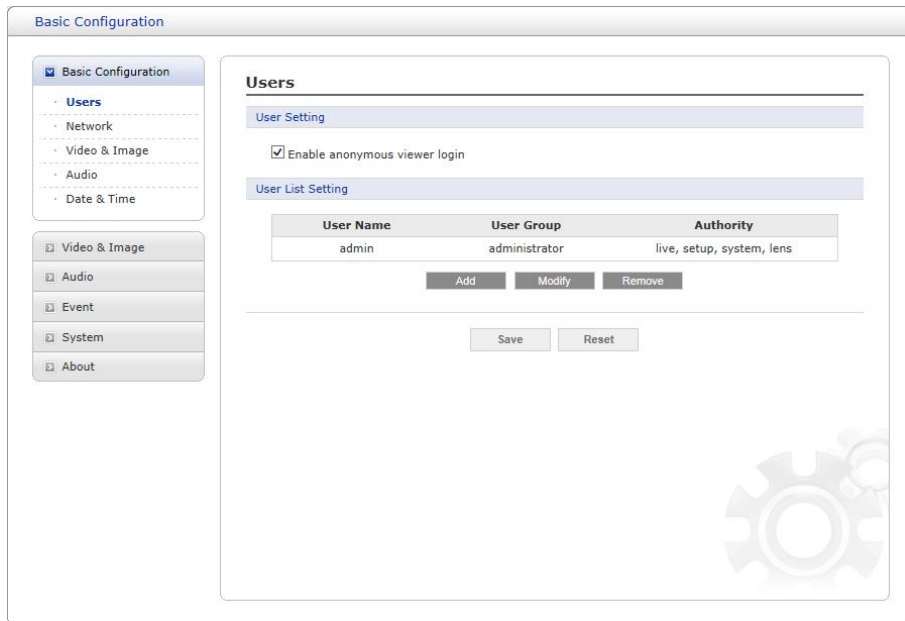 Basic Configuration
Basic Configuration
Users
Network
Video & Image
Audio
Date & Time
Video & Image
Audio
Event
System
About
Users
User Setting
Enable anonymous viewer login
User List Setting
User Name User Group Authority
admin administrator live, setup, system, lens
Add Modify Remove
Save Reset